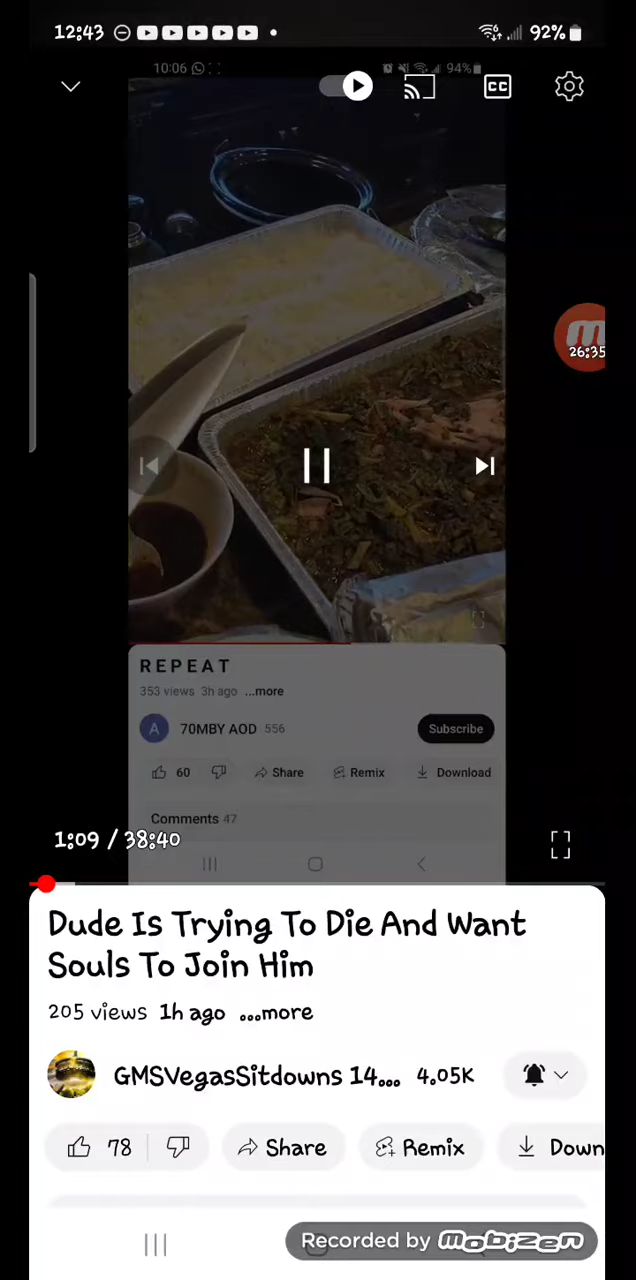 12:43
92%
10:06
94%
CC
26:35
REPEAT
353 views 3h ago ...more
A 70MBY AOD 556 Subscribe
60 Share Remix Download
Comments 47
1:09 / 38:40
Dude Is Trying To Die And Want
Souls To Join Him
205 views 1h ago ...more
GMSVegasSitdowns 14... 4.05K
78 Share Remix Down
Recorded by mobizen